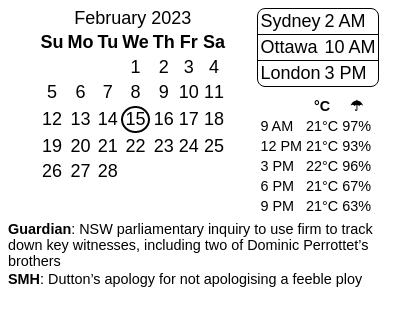 February 2023
Su Mo Tu We Th Fr Sa
1 2 3 4
5 6 7 8 9 10 11
12 13 14 15 16 17 18
19 20 21 22 23 24 25
26 27 28
Sydney 2 AM
Ottawa 10 AM
London 3 PM
°C ☂
9 AM 21°C 97%
12 PM 21°C 93%
3 PM 22°C 96%
6 PM 21°C 67%
9 PM 21°C 63%
Guardian: NSW parliamentary inquiry to use firm to track
down key witnesses, including two of Dominic Perrottet’s
brothers
SMH: Dutton’s apology for not apologising a feeble ploy